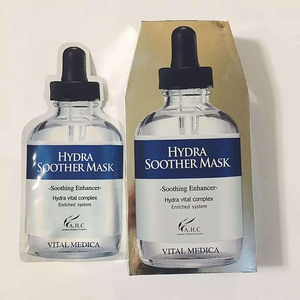 HYDRA
SOOTHER MASK
-Soothing Enhancer-
Hydra vital complex
Enriched system
A.H.C
VITAL MEDICA
HYDRA
SOOTHER MASK
-Soothing Enhancer-
Hydra vital complex
Enriched system
A.H.C
VITAL MEDICA